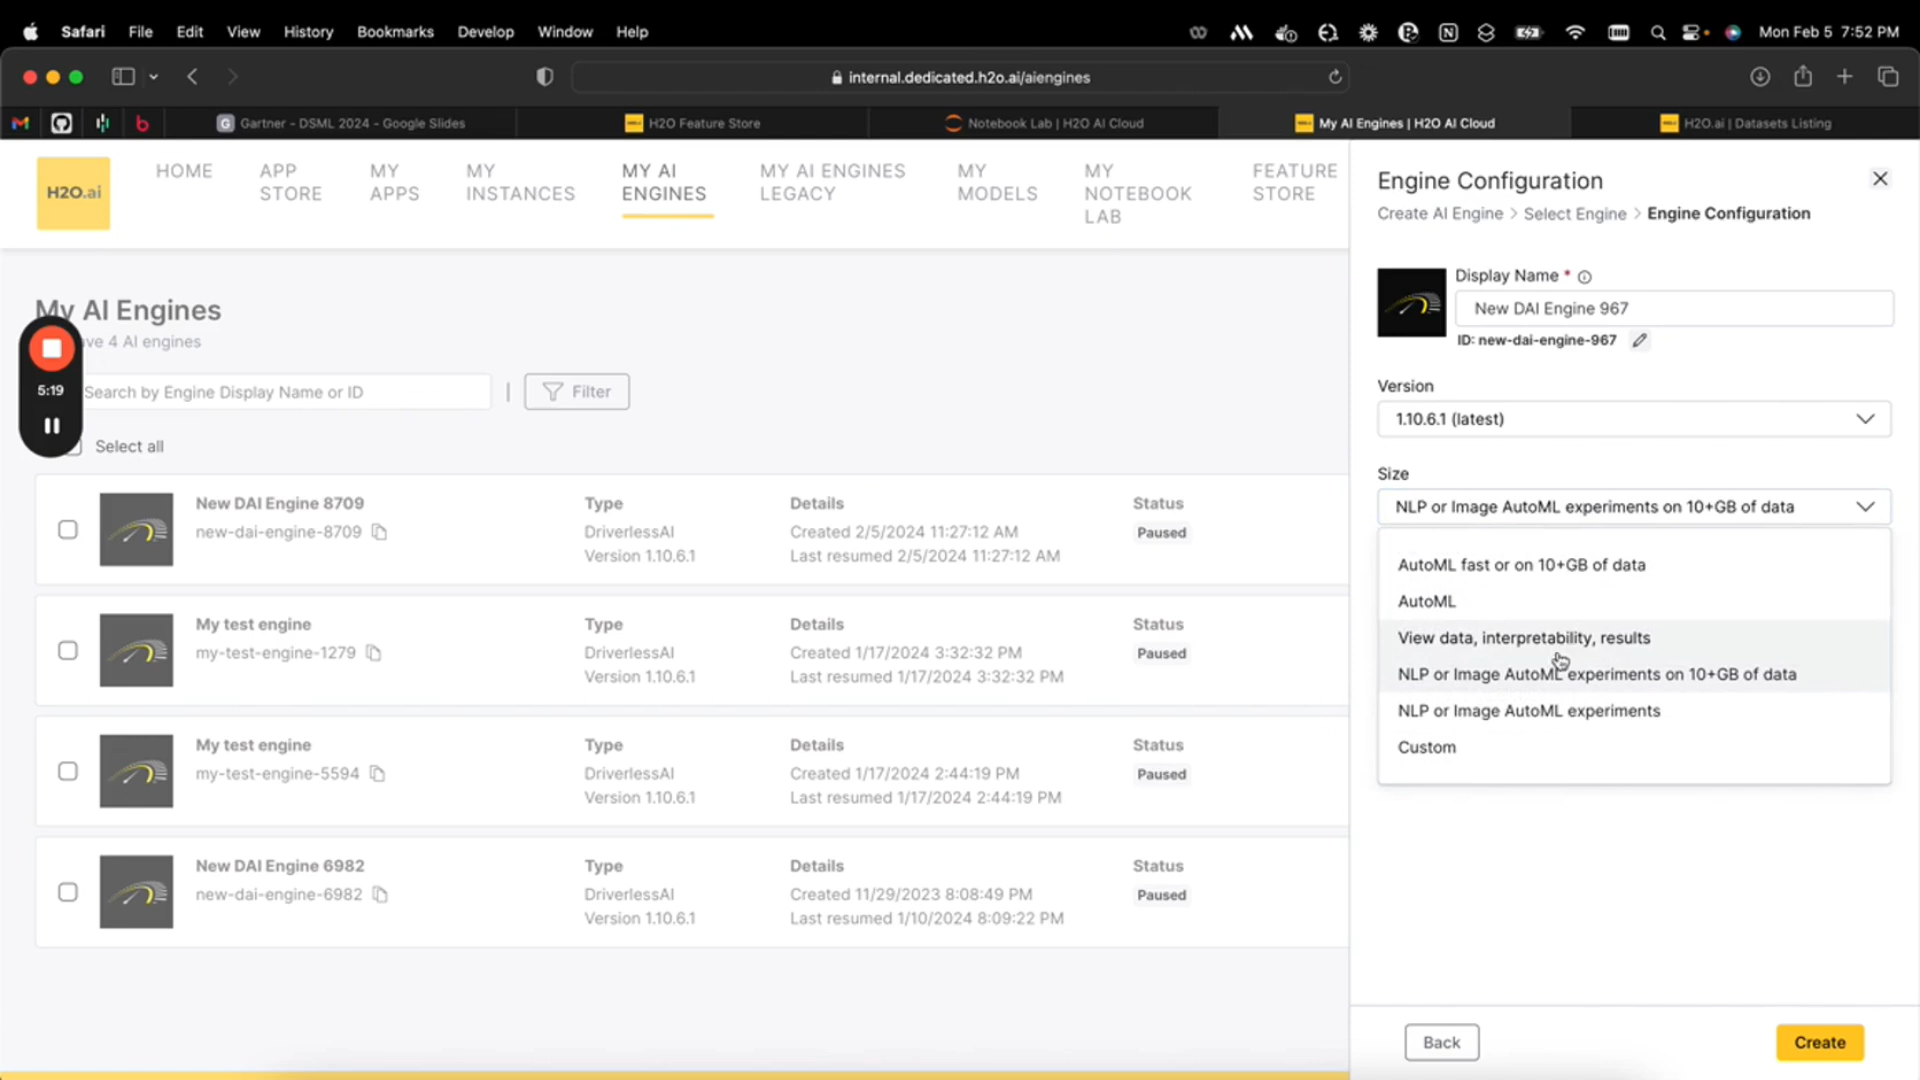 Safari File Edit View History Bookmarks Develop Window Help Mon Feb 5 7:52 PM
internal.dedicated.h2o.ai/aiengines
Gartner - DSML 2024 - Google Slides H2O Feature Store Notebook Lab | H2O AI Cloud My AI Engines | H2O AI Cloud H2O.ai | Datasets Listing
H2O.ai
HOME
APP
STORE
MY
APPS
MY
INSTANCES
MY AI
ENGINES
MY AI ENGINES
LEGACY
MY
MODELS
MY
NOTEBOOK
LAB
FEATURE
STORE
My AI Engines
ve 4 AI engines
5:19
Search by Engine Display Name or ID
Filter
Select all
New DAI Engine 8709 Type Details Status
new-dai-engine-8709 DriverlessAI Created 2/5/2024 11:27:12 AM Paused
Version 1.10.6.1 Last resumed 2/5/2024 11:27:12 AM
My test engine Type Details Status
my-test-engine-1279 DriverlessAI Created 1/17/2024 3:32:32 PM Paused
Version 1.10.6.1 Last resumed 1/17/2024 3:32:32 PM
My test engine Type Details Status
my-test-engine-5594 DriverlessAI Created 1/17/2024 2:44:19 PM Paused
Version 1.10.6.1 Last resumed 1/17/2024 2:44:19 PM
New DAI Engine 6982 Type Details Status
new-dai-engine-6982 DriverlessAI Created 11/29/2023 8:08:49 PM Paused
Version 1.10.6.1 Last resumed 1/10/2024 8:09:22 PM
Engine Configuration
Create AI Engine > Select Engine > Engine Configuration
Display Name *
New DAI Engine 967
ID: new-dai-engine-967
Version
1.10.6.1 (latest)
Size
NLP or Image AutoML experiments on 10+GB of data
AutoML fast or on 10+GB of data
AutoML
View data, interpretability, results
NLP or Image AutoML experiments on 10+GB of data
NLP or Image AutoML experiments
Custom
Back
Create